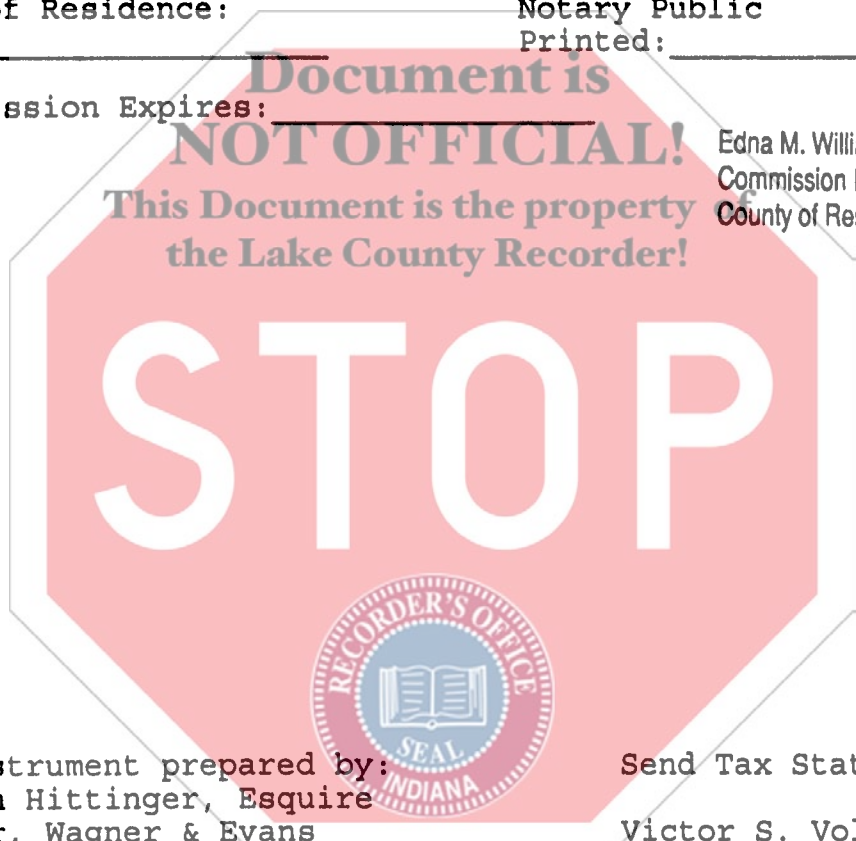 f Residence:
Notary Public
Printed:
Document is
ssion Expires:
NOT OFFICIAL!
Edna M. Willi
Commission
This Document is the property of
County of Res
the Lake County Recorder!
STOP
RECORDER'S OFFICE
SEAL
INDIANA
strument prepared by:
Send Tax Stat
Hittinger, Esquire
Wagner & Evans
Victor S. Vol